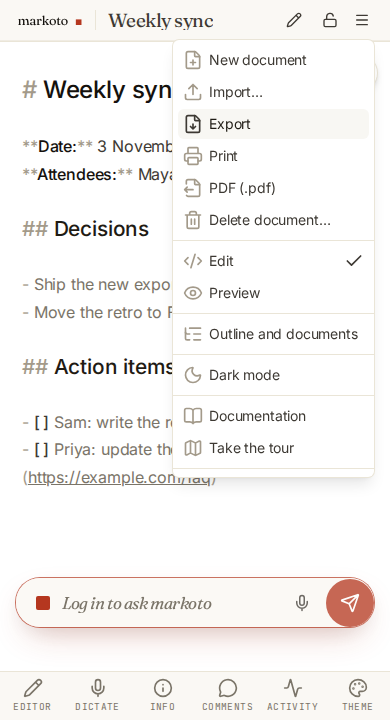 markoto
Weekly sync
# Weekly syn
**Date:** 3 Novemb
**Attendees:** Maya
## Decisions
- Ship the new expo
- Move the retro to F
## Action items
- [ ] Sam: write the re
- [ ] Priya: update the
(https://example.com/faq)
New document
Import...
Export
Print
PDF (.pdf)
Delete document...
Edit
Preview
Outline and documents
Dark mode
Documentation
Take the tour
Log in to ask markoto
EDITOR
DICTATE
INFO
COMMENTS
ACTIVITY
THEME